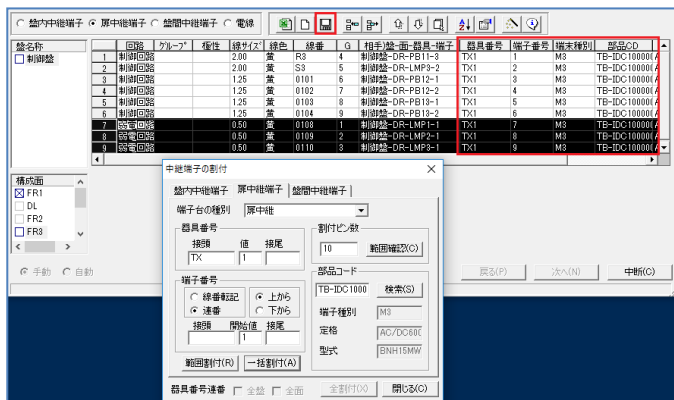 盤内中継端子 扉中継端子 盤間中継端子 電線
盤名称
制御盤
回路 グループ 極性 線サイズ 線色 線番 G 相手)盤-面-器具-端子 器具番号 端子番号 端末種別 部品CD
1 制御回路 2.00 黄 R3 4 制御盤-DR-PB11-3 TX1 1 M3 TB-IDC100000
2 制御回路 2.00 黄 S3 5 制御盤-DR-LMP3-2 TX1 2 M3 TB-IDC100000
3 制御回路 1.25 黄 0101 6 制御盤-DR-PB12-1 TX1 3 M3 TB-IDC100000
4 制御回路 1.25 黄 0102 7 制御盤-DR-PB12-2 TX1 4 M3 TB-IDC100000
5 制御回路 1.25 黄 0103 8 制御盤-DR-PB13-1 TX1 5 M3 TB-IDC100000
6 制御回路 1.25 黄 0104 9 制御盤-DR-PB13-2 TX1 6 M3 TB-IDC100000
7 弱電回路 0.50 黄 0108 1 制御盤-DR-LMP1-1 TX1 7 M3 TB-IDC100000
8 弱電回路 0.50 黄 0109 2 制御盤-DR-LMP2-1 TX1 8 M3 TB-IDC100000
9 弱電回路 0.50 黄 0110 3 制御盤-DR-LMP3-1 TX1 9 M3 TB-IDC100000
構成面
FR1
DL
FR2
FR3
手動 自動
戻る(P) 次へ(N) 中断(C)
中継端子の割付
盤内中継端子 扉中継端子 盤間中継端子
端子台の種別 扉中継
器具番号
接頭 値 接尾
TX 1
割付ピン数
10 範囲確認(C)
端子番号
線番転記 上から
連番 下から
接頭 開始値 接尾
1
範囲割付(R) 一括割付(A)
部品コード
TB-IDC1000 検索(S)
端子種別 M3
定格 AC/DC600
型式 BNH15MW
器具番号連番 全盤 全面 全割付(X) 閉じる(C)